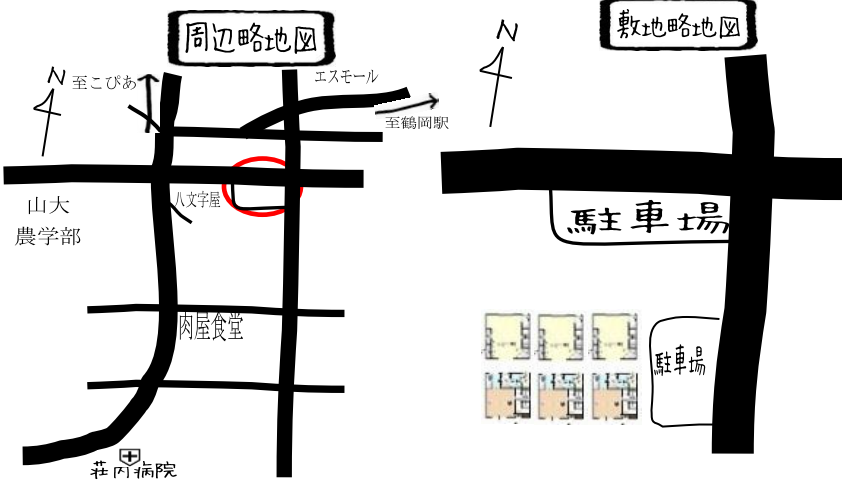 周辺略地図
N
至こぴあ
エスモール
至鶴岡駅
山大
農学部
八文字屋
肉屋食堂
荘内病院
敷地略地図
N
駐車場
駐車場